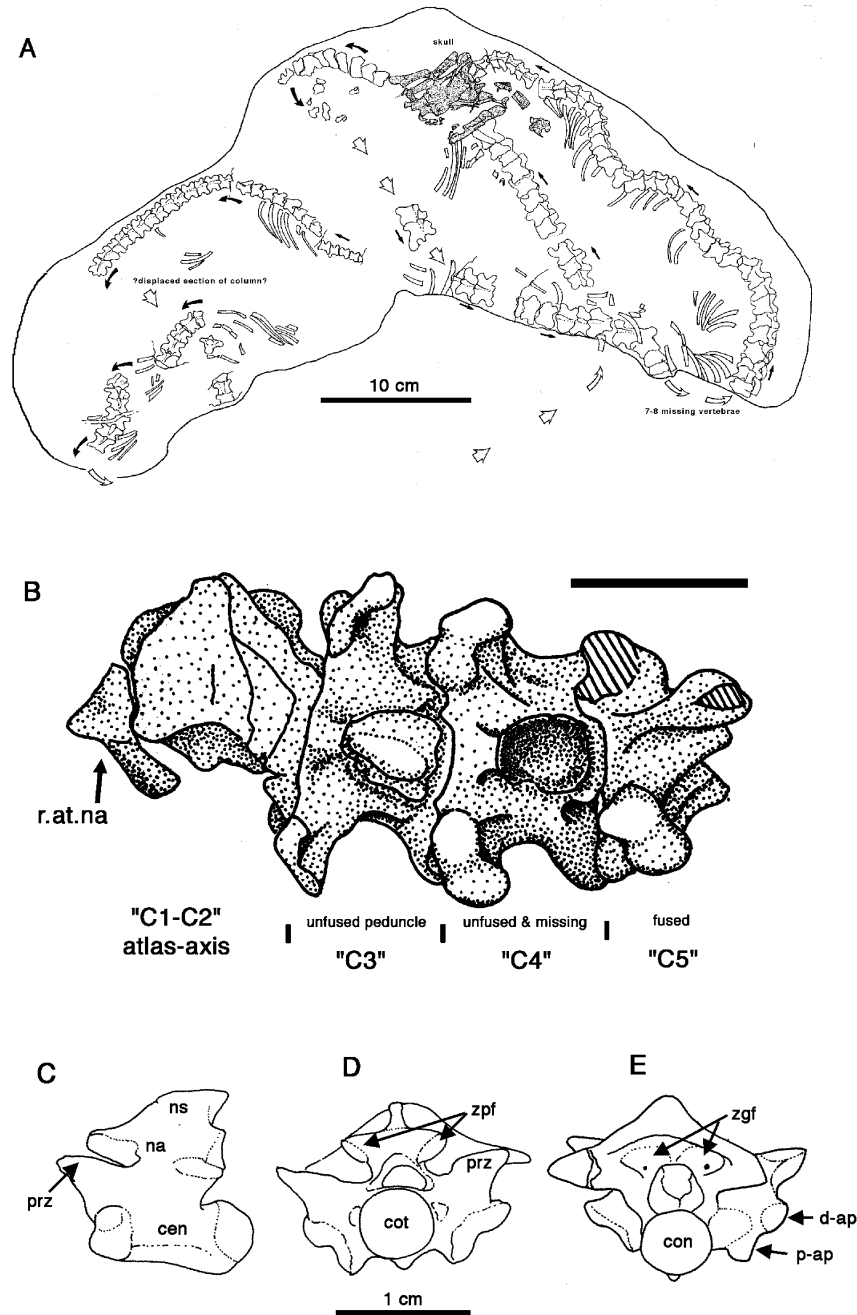 A
skull
?displaced section of column?
10 cm
7-8 missing vertebrae
B
r.at.na
"C1-C2"
atlas-axis
unfused peduncle
"C3"
unfused & missing
"C4"
fused
"C5"
C
ns
na
prz
cen
D
zpf
prz
cot
1 cm
E
zgf
con
d-ap
p-ap